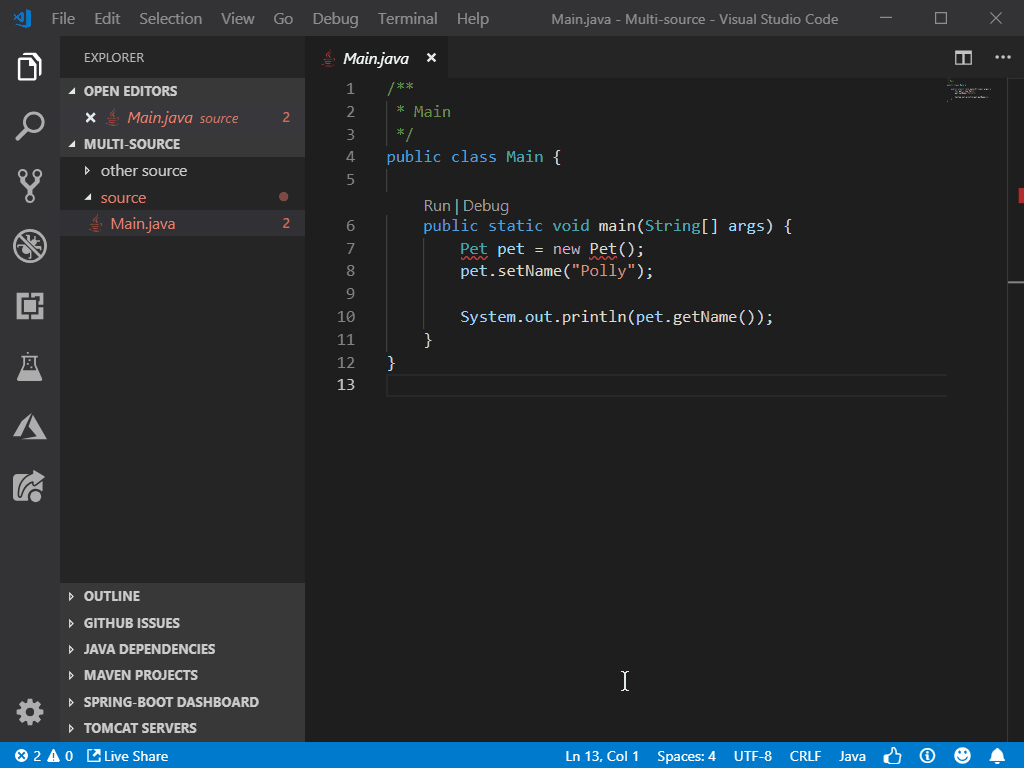 File Edit Selection View Go Debug Terminal Help Main.java - Multi-source - Visual Studio Code
EXPLORER
OPEN EDITORS
Main.java source 2
MULTI-SOURCE
other source
source
Main.java 2
OUTLINE
GITHUB ISSUES
JAVA DEPENDENCIES
MAVEN PROJECTS
SPRING-BOOT DASHBOARD
TOMCAT SERVERS
Main.java
1 /**
2 * Main
3 */
4 public class Main {
5
Run | Debug
6 public static void main(String[] args) {
7 Pet pet = new Pet();
8 pet.setName("Polly");
9
10 System.out.println(pet.getName());
11 }
12 }
13
2 0 Live Share Ln 13, Col 1 Spaces: 4 UTF-8 CRLF Java